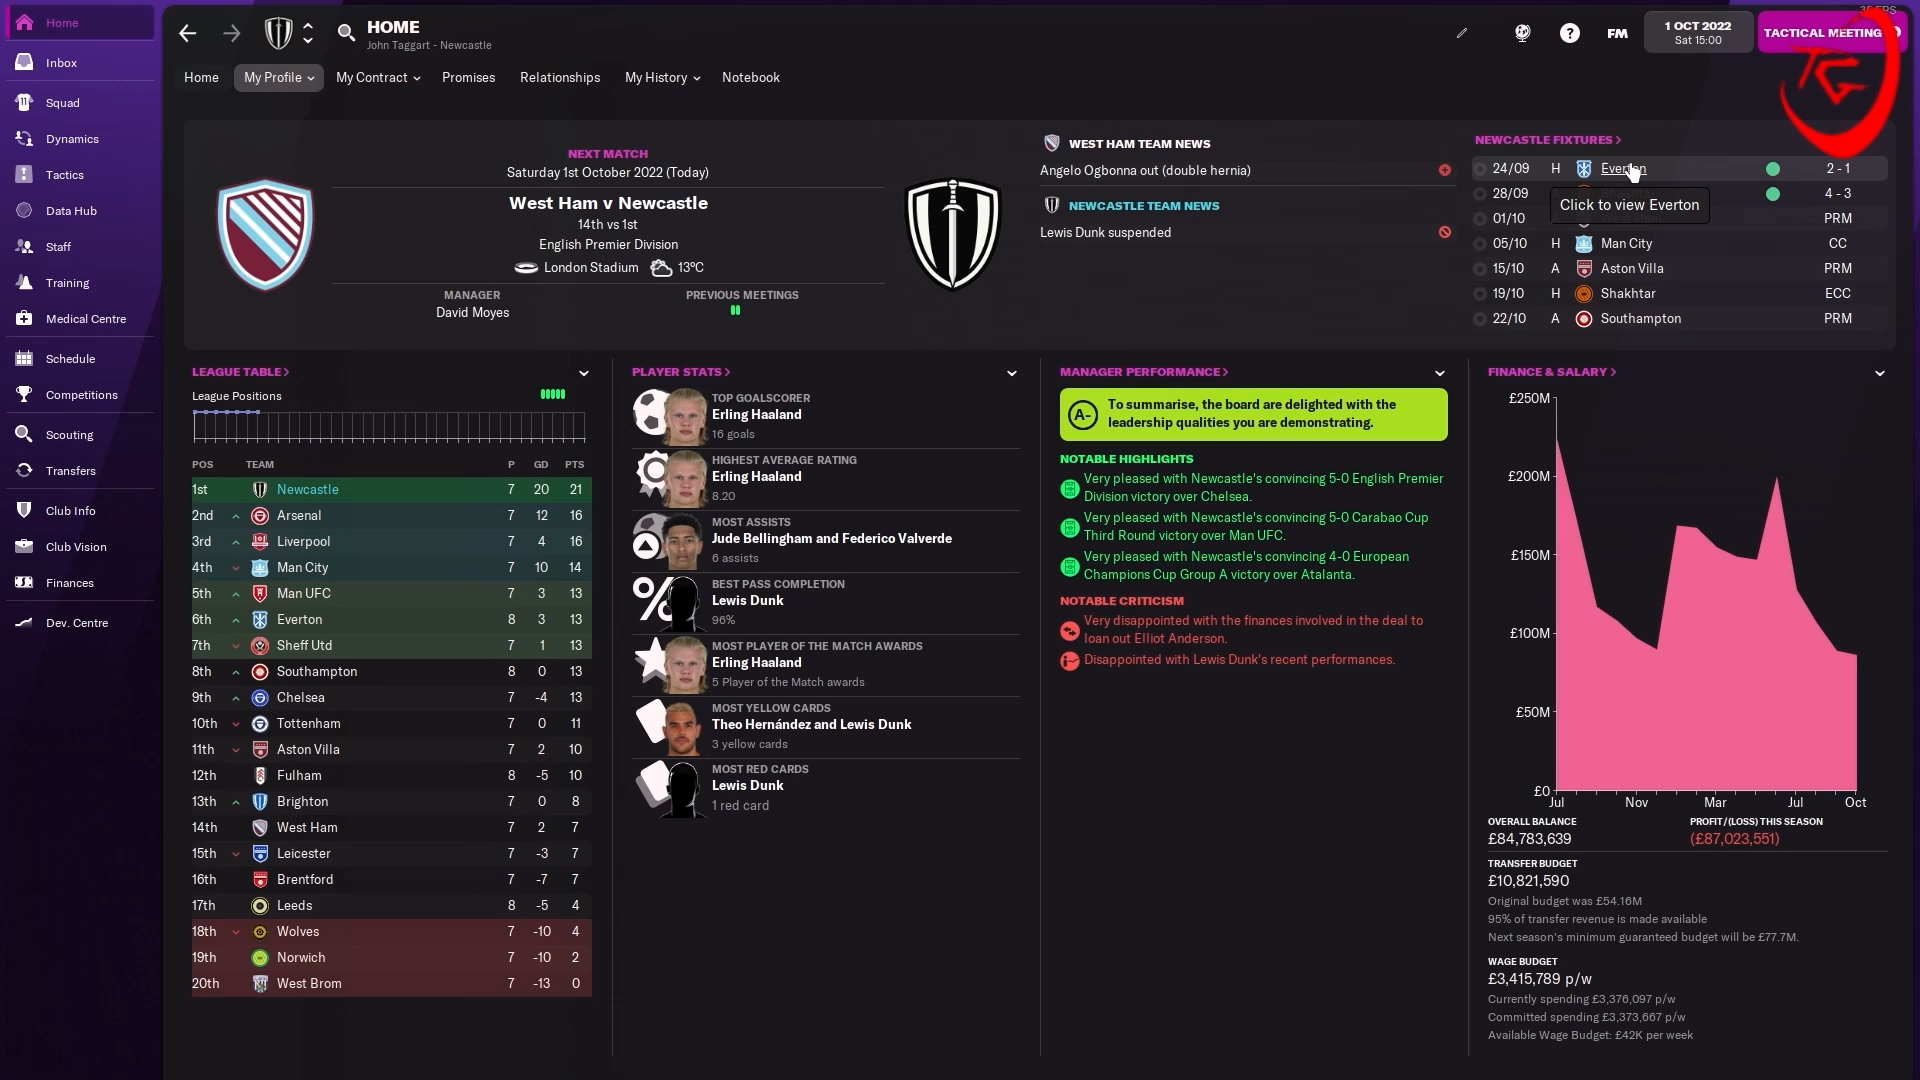 Home
Inbox
Squad
Dynamics
Tactics
Data Hub
Staff
Training
Medical Centre
Schedule
Competitions
Scouting
Transfers
Club Info
Club Vision
Finances
Dev. Centre
HOME
John Taggart - Newcastle
FM
1 OCT 2022
Sat 15:00
TACTICAL MEETING
TG
Home
My Profile
My Contract
Promises
Relationships
My History
Notebook
NEXT MATCH
Saturday 1st October 2022 (Today)
West Ham v Newcastle
14th vs 1st
English Premier Division
London Stadium 13°C
MANAGER
David Moyes
PREVIOUS MEETINGS
WEST HAM TEAM NEWS
Angelo Ogbonna out (double hernia)
NEWCASTLE TEAM NEWS
Lewis Dunk suspended
NEWCASTLE FIXTURES >
24/09 H Everton 2 - 1
28/09 4 - 3
Click to view Everton
01/10 PRM
05/10 H Man City CC
15/10 A Aston Villa PRM
19/10 H Shakhtar ECC
22/10 A Southampton PRM
LEAGUE TABLE >
League Positions
POS TEAM P GD PTS
1st Newcastle 7 20 21
2nd Arsenal 7 12 16
3rd Liverpool 7 4 16
4th Man City 7 10 14
5th Man UFC 7 3 13
6th Everton 8 3 13
7th Sheff Utd 7 1 13
8th Southampton 8 0 13
9th Chelsea 7 -4 13
10th Tottenham 7 0 11
11th Aston Villa 7 2 10
12th Fulham 8 -5 10
13th Brighton 7 0 8
14th West Ham 7 2 7
15th Leicester 7 -3 7
16th Brentford 7 -7 7
17th Leeds 8 -5 4
18th Wolves 7 -10 4
19th Norwich 7 -10 2
20th West Brom 7 -13 0
PLAYER STATS >
TOP GOALSCORER
Erling Haaland
16 goals
HIGHEST AVERAGE RATING
Erling Haaland
8.20
MOST ASSISTS
Jude Bellingham and Federico Valverde
6 assists
BEST PASS COMPLETION
Lewis Dunk
96%
MOST PLAYER OF THE MATCH AWARDS
Erling Haaland
5 Player of the Match awards
MOST YELLOW CARDS
Theo Hernández and Lewis Dunk
3 yellow cards
MOST RED CARDS
Lewis Dunk
1 red card
MANAGER PERFORMANCE >
A-
To summarise, the board are delighted with the
leadership qualities you are demonstrating.
NOTABLE HIGHLIGHTS
Very pleased with Newcastle's convincing 5-0 English Premier
Division victory over Chelsea.
Very pleased with Newcastle's convincing 5-0 Carabao Cup
Third Round victory over Man UFC.
Very pleased with Newcastle's convincing 4-0 European
Champions Cup Group A victory over Atalanta.
NOTABLE CRITICISM
Very disappointed with the finances involved in the deal to
loan out Elliot Anderson.
Disappointed with Lewis Dunk's recent performances.
FINANCE & SALARY >
£250M
£200M
£150M
£100M
£50M
£0
Jul Nov Mar Jul Oct
OVERALL BALANCE
£84,783,639
PROFIT/(LOSS) THIS SEASON
(£87,023,551)
TRANSFER BUDGET
£10,821,590
Original budget was £54.16M
95% of transfer revenue is made available
Next season's minimum guaranteed budget will be £77.7M.
WAGE BUDGET
£3,415,789 p/w
Currently spending £3,376,097 p/w
Committed spending £3,373,667 p/w
Available Wage Budget: £42K per week